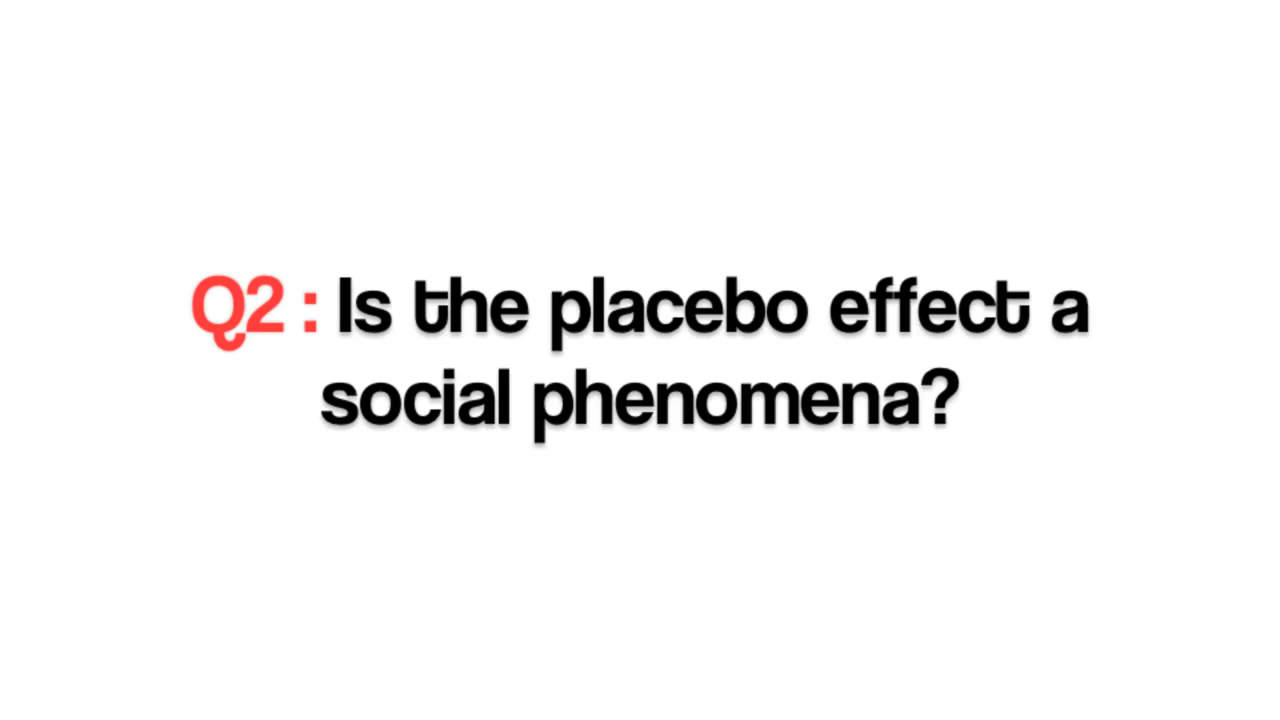 Q2 : Is the placebo effect a
social phenomena?